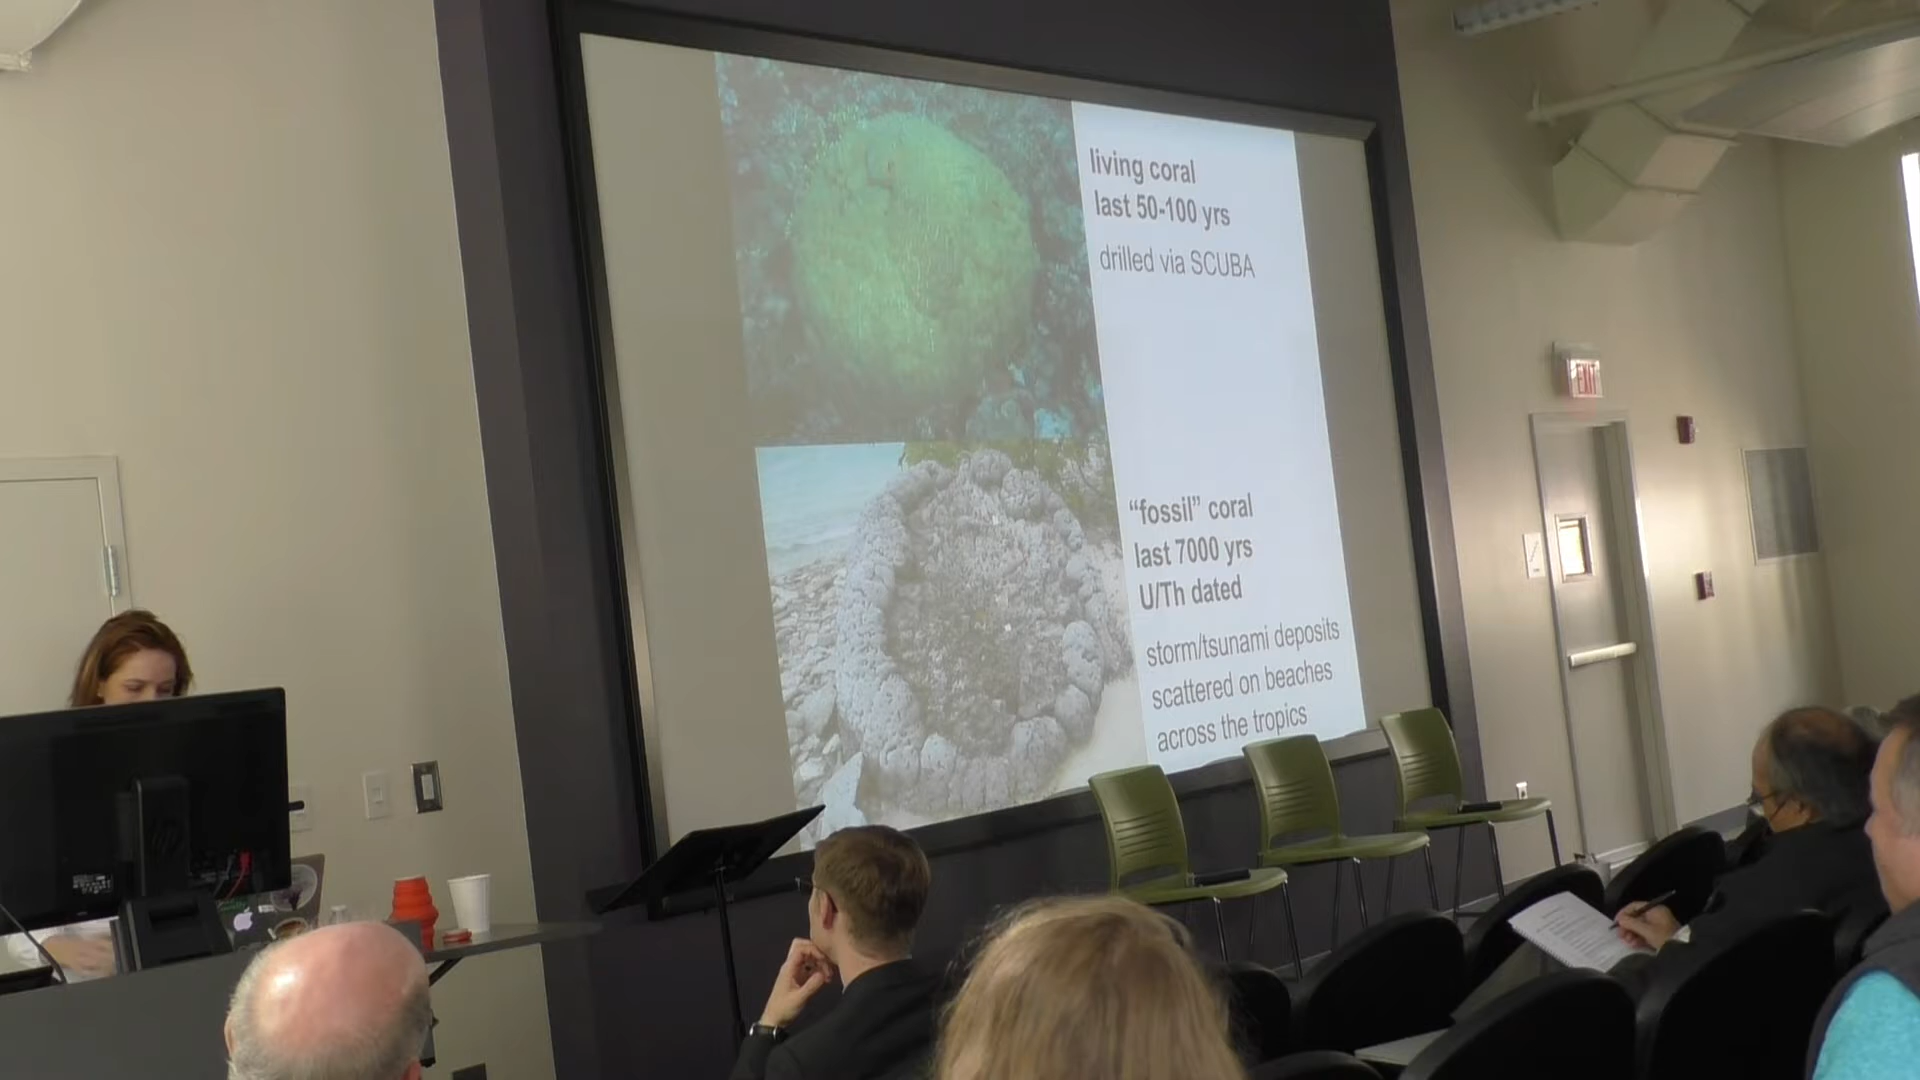 living coral
last 50-100 yrs
drilled via SCUBA
“fossil” coral
last 7000 yrs
U/Th dated
storm/tsunami deposits
scattered on beaches
across the tropics
EXIT